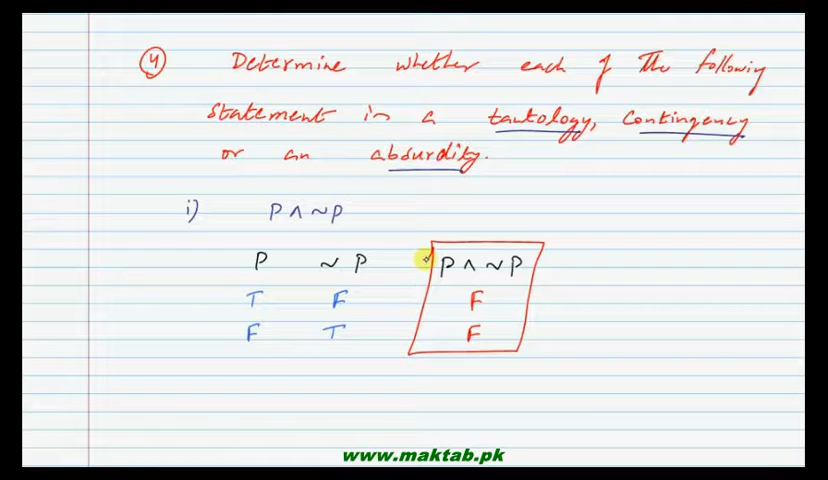 4 Determine whether each of the following
statement is a tautology, contingency
or an absurdity.
i) P ∧ ~P
P ~P P ∧ ~P
T F F
F T F
www.maktab.pk